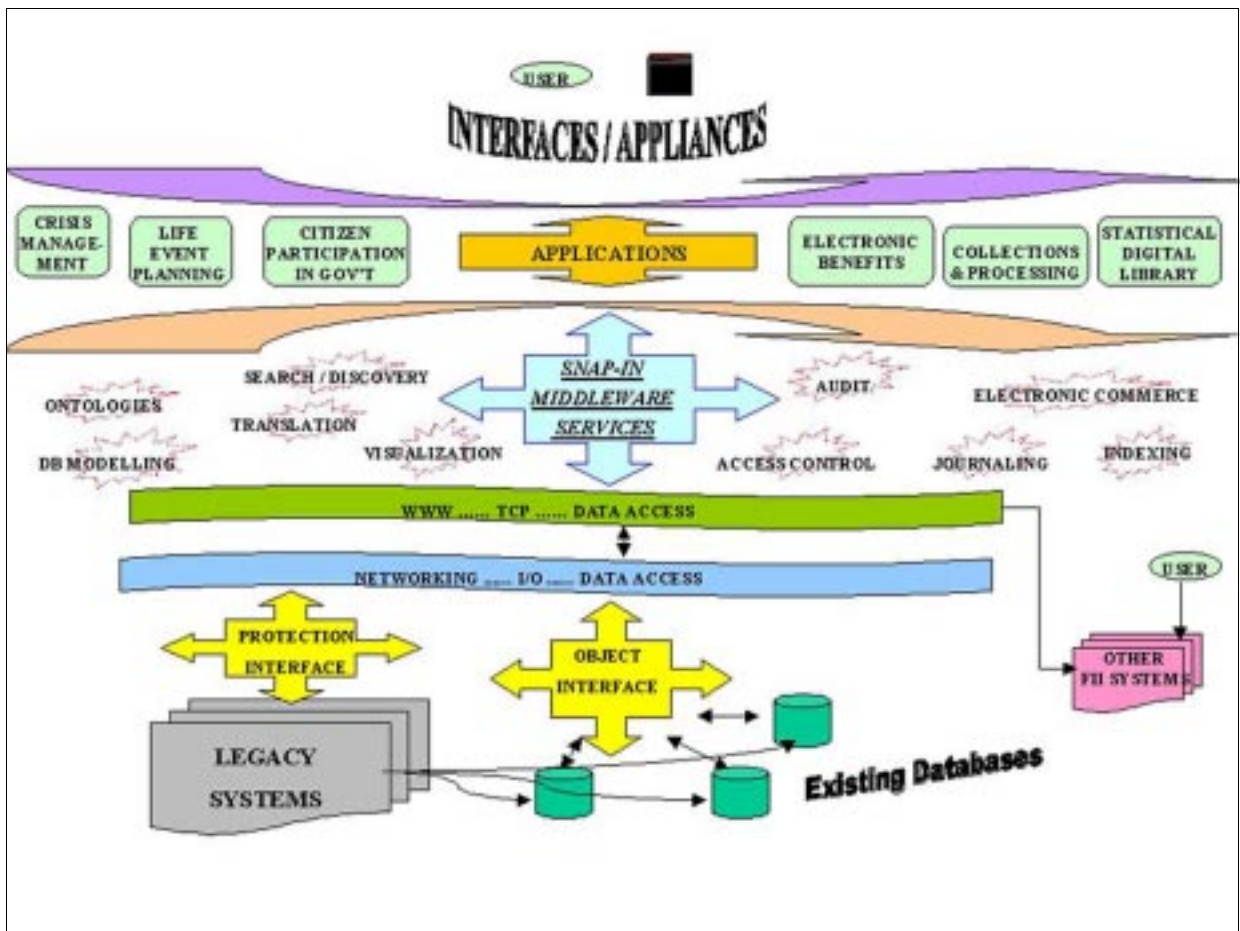 USER
INTERFACES / APPLIANCES
CRISIS
MANAGE-
MENT
LIFE
EVENT
PLANNING
CITIZEN
PARTICIPATION
IN GOV'T
APPLICATIONS
ELECTRONIC
BENEFITS
COLLECTIONS
& PROCESSING
STATISTICAL
DIGITAL
LIBRARY
SNAP-IN
MIDDLEWARE
SERVICES
SEARCH / DISCOVERY
ONTOLOGIES
TRANSLATION
DB MODELLING
VISUALIZATION
AUDIT
ELECTRONIC COMMERCE
ACCESS CONTROL
JOURNALING
INDEXING
WWW ...... TCP ...... DATA ACCESS
NETWORKING ...... I/O ...... DATA ACCESS
USER
PROTECTION
INTERFACE
OBJECT
INTERFACE
OTHER
FII SYSTEMS
LEGACY
SYSTEMS
Existing Databases